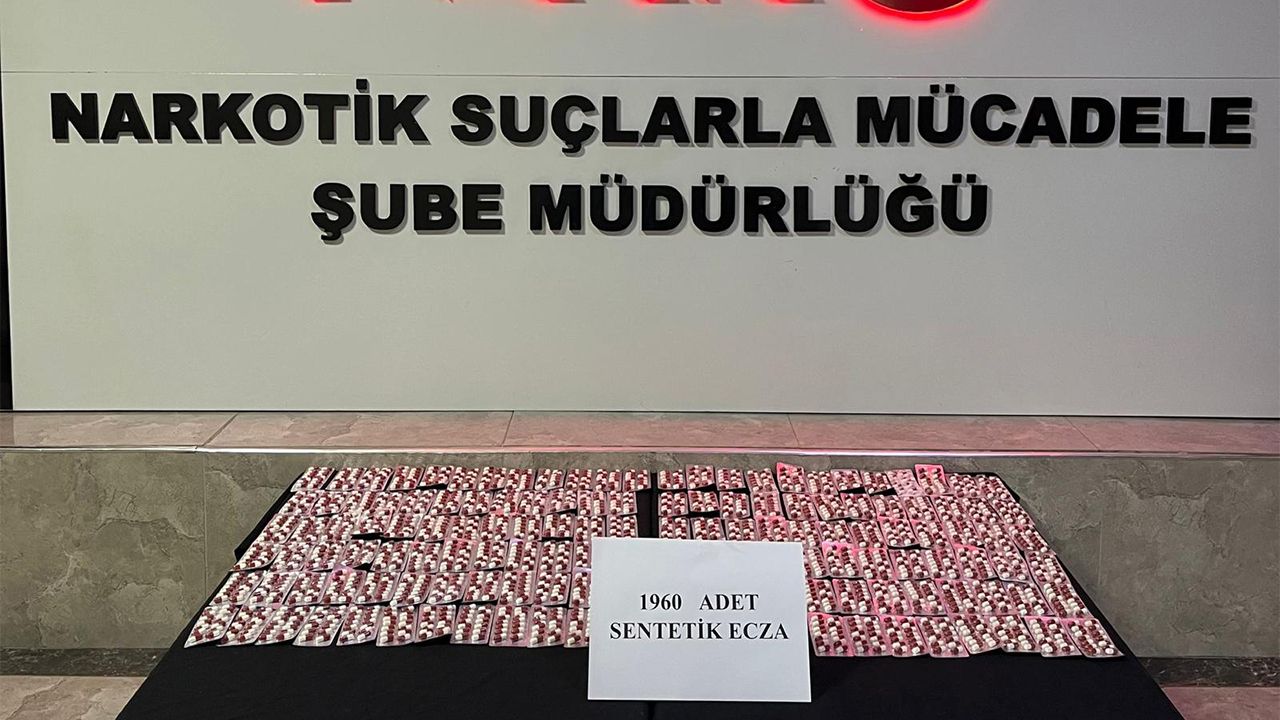 NARKOTİK SUÇLARLA MÜCADELE
ŞUBE MÜDÜRLÜĞÜ
1960 ADET
SENTETİK ECZA